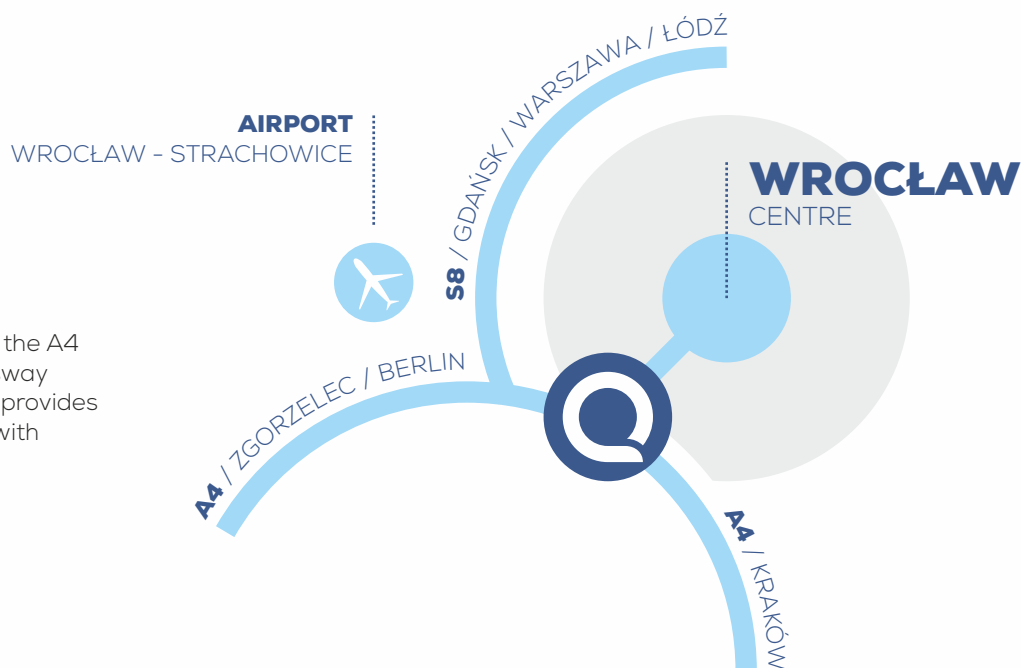 S8 / GDAŃSK / WARSZAWA / ŁÓDŹ
AIRPORT
WROCŁAW - STRACHOWICE
WROCŁAW
CENTRE
the A4
way
provides
with
A4 / ZGORZELEC / BERLIN
A4 / KRAKÓW